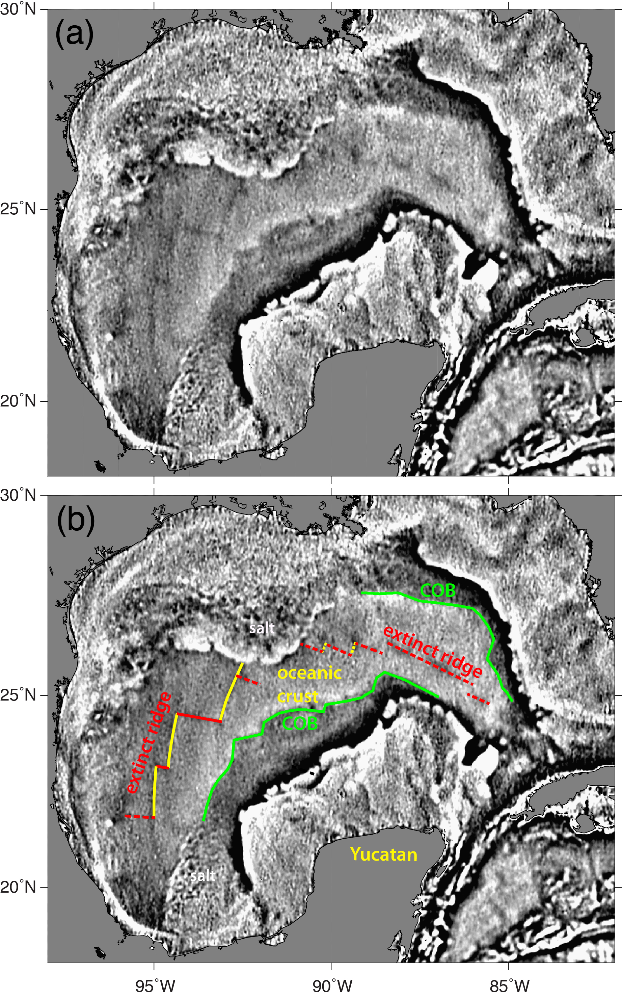 30°N
(a)
25°N
20°N
30°N
(b)
COB
salt
extinct ridge
oceanic
crust
25°N
COB
extinct ridge
Yucatan
salt
20°N
95°W
90°W
85°W